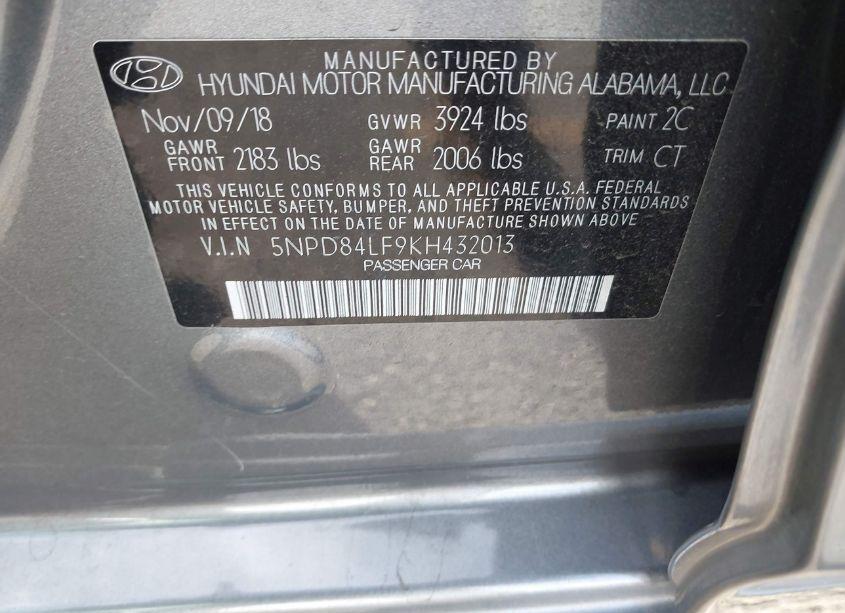 MANUFACTURED BY
HYUNDAI MOTOR MANUFACTURING ALABAMA, LLC
Nov/09/18 GVWR 3924 lbs PAINT 2C
GAWR FRONT 2183 lbs GAWR REAR 2006 lbs TRIM CT
THIS VEHICLE CONFORMS TO ALL APPLICABLE U.S.A. FEDERAL
MOTOR VEHICLE SAFETY, BUMPER, AND THEFT PREVENTION STANDARDS
IN EFFECT ON THE DATE OF MANUFACTURE SHOWN ABOVE.
V.I.N 5NPD84LF9KH432013
PASSENGER CAR